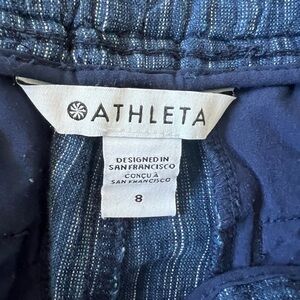 ATHLETA
DESIGNED IN
SAN FRANCISCO
CONÇU À
SAN FRANCISCO
8